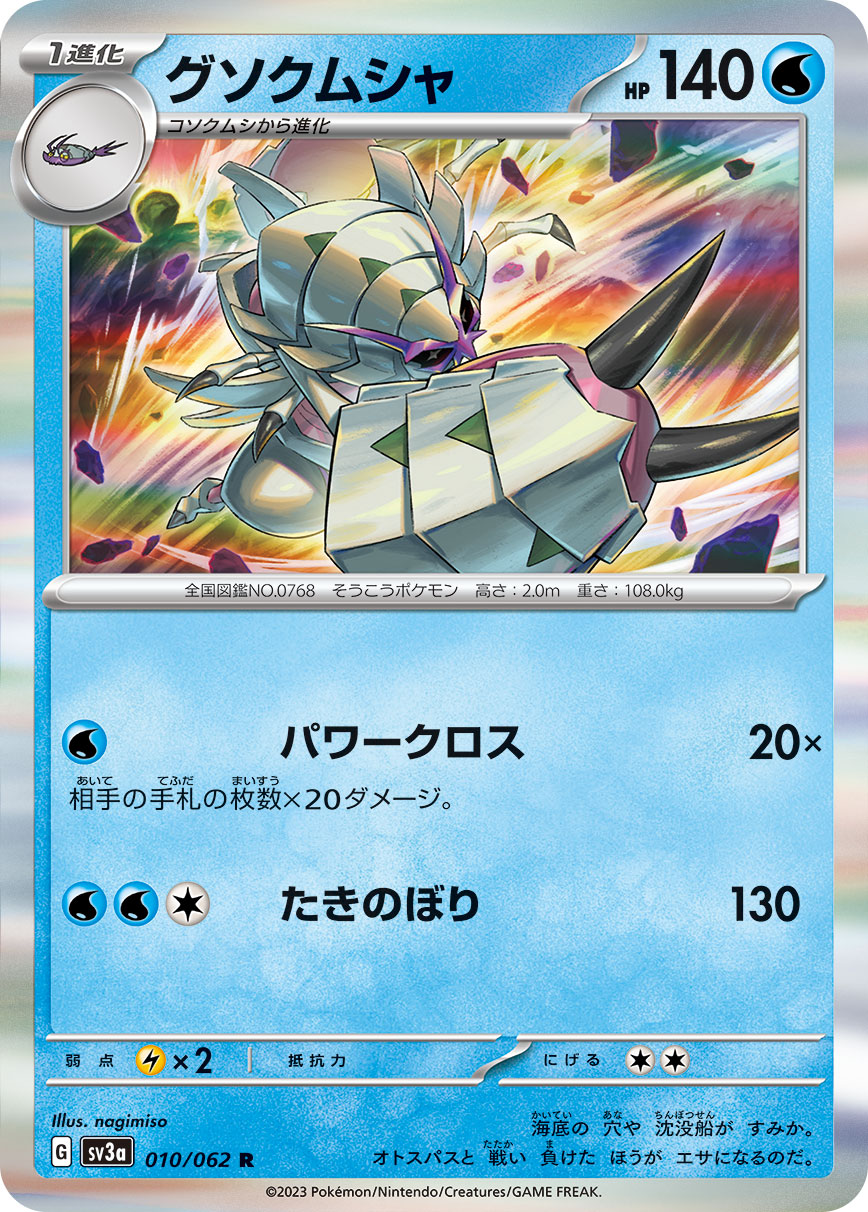 1進化
グソクムシャ
HP 140
コソクムシから進化
全国図鑑NO.0768 そうこうポケモン 高さ:2.0m 重さ:108.0kg
パワークロス 20×
相手の手札の枚数×20ダメージ。
たきのぼり 130
弱点 ×2 抵抗力 にげる
Illus. nagimiso
海底の 穴や 沈没船が すみか。
オトスパスと 戦い 負けた ほうが エサになるのだ。
G sv3a 010/062 R
©2023 Pokémon/Nintendo/Creatures/GAME FREAK.